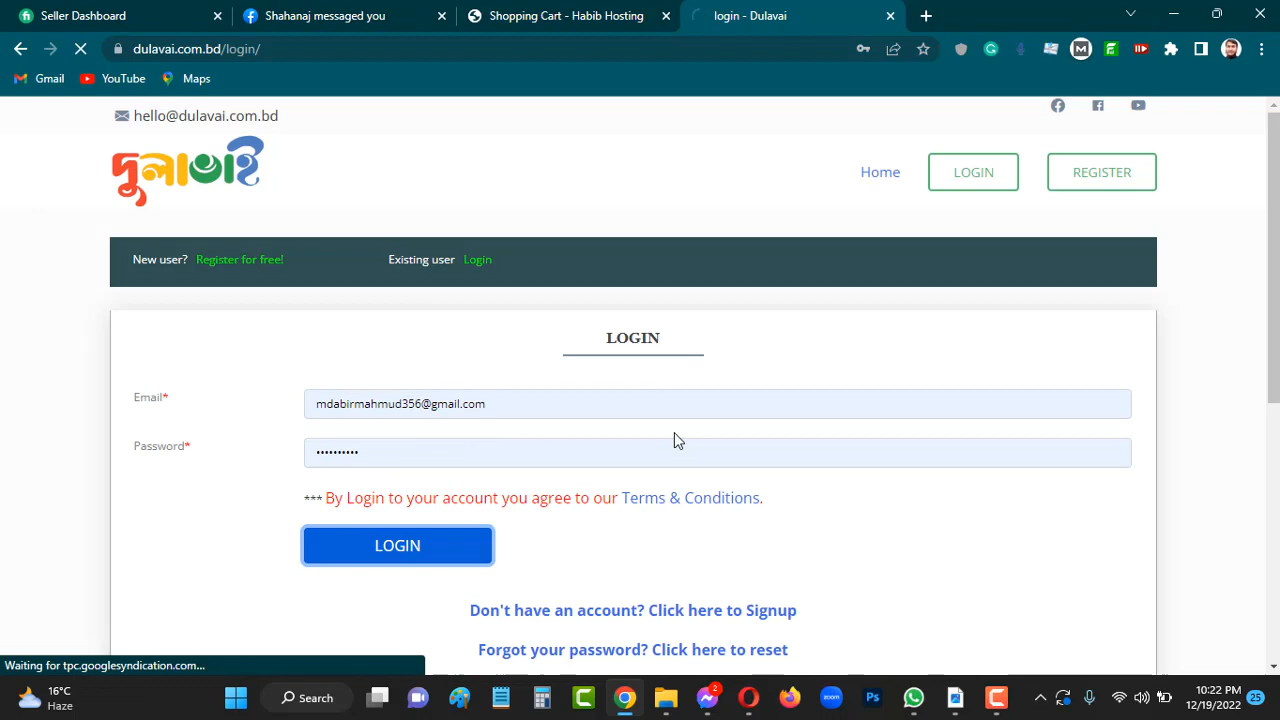 Seller Dashboard
Shahanaj messaged you
Shopping Cart - Habib Hosting
login - Dulavai
dulavai.com.bd/login/
Gmail
YouTube
Maps
hello@dulavai.com.bd
দুলাভাই
Home
LOGIN
REGISTER
New user? Register for free!
Existing user Login
LOGIN
Email*
mdabirmahmud356@gmail.com
Password*
••••••••••
*** By Login to your account you agree to our Terms & Conditions.
LOGIN
Don't have an account? Click here to Signup
Forgot your password? Click here to reset
Waiting for tpc.googlesyndication.com...
16°C
Haze
Search
2
10:22 PM
12/19/2022
25